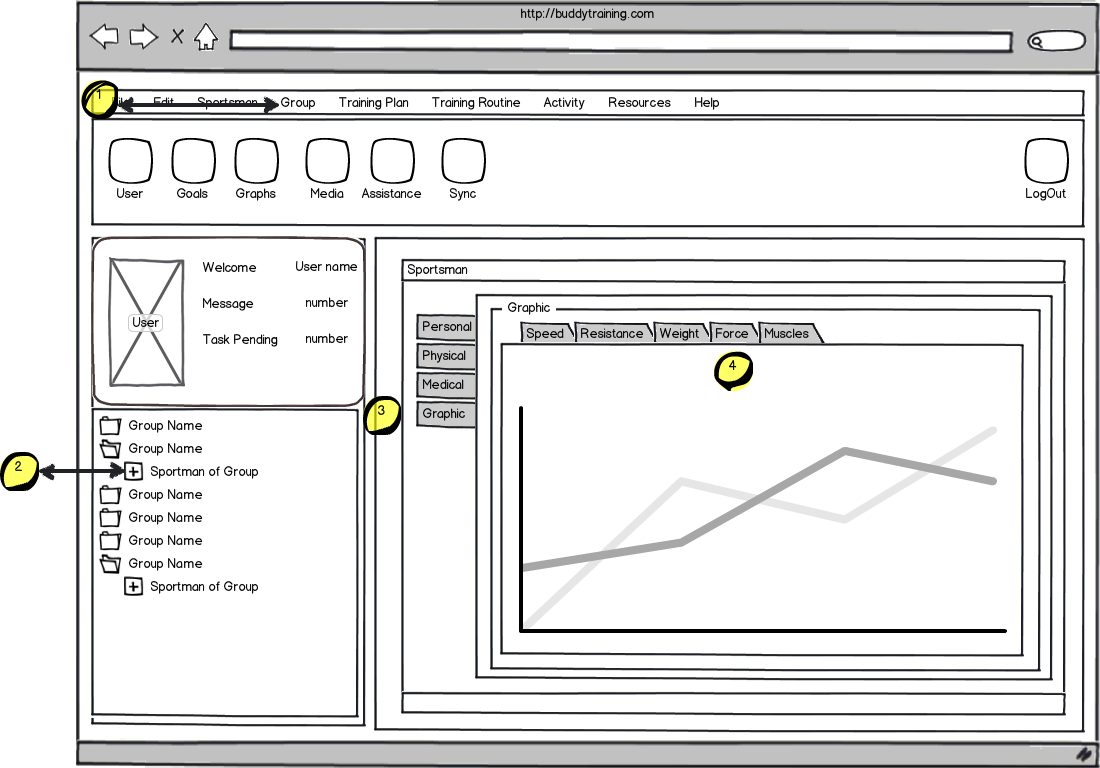 http://buddytraining.com
1
File Edit Sportsman Group Training Plan Training Routine Activity Resources Help
User Goals Graphs Media Assistance Sync LogOut
Welcome User name
Message number
Task Pending number
User
Group Name
Group Name
2
Sportman of Group
Group Name
Group Name
Group Name
Group Name
Sportman of Group
Sportsman
3
Personal
Physical
Medical
Graphic
Graphic
Speed Resistance Weight Force Muscles
4